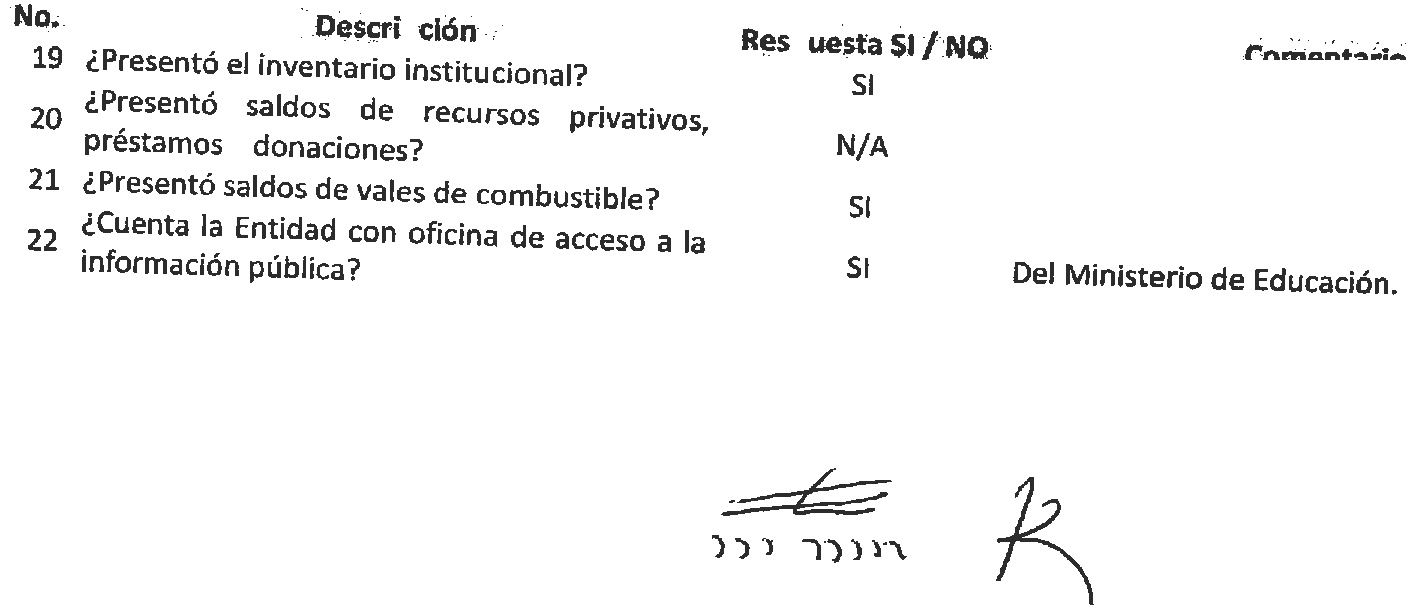 No. Descri ción Res uesta SI / NO Comentario
19 ¿Presentó el inventario institucional? SI
20 ¿Presentó saldos de recursos privativos,
préstamos donaciones? N/A
21 ¿Presentó saldos de vales de combustible? SI
22 ¿Cuenta la Entidad con oficina de acceso a la
información pública? SI Del Ministerio de Educación.